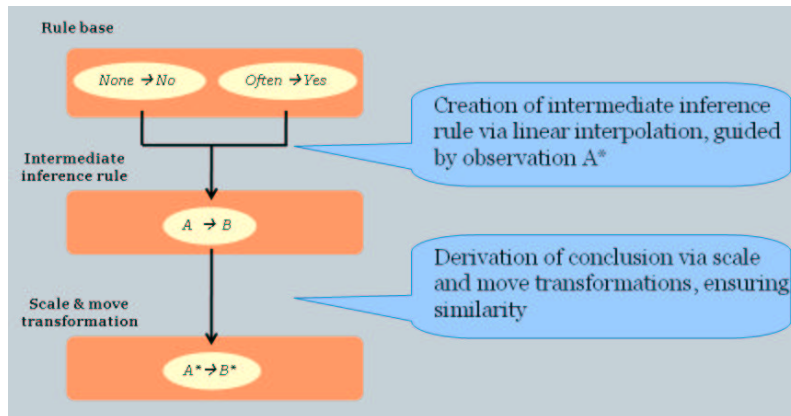 Rule base
None → No
Often → Yes
Creation of intermediate inference
rule via linear interpolation, guided
by observation A*
Intermediate
inference rule
A → B
Derivation of conclusion via scale
and move transformations, ensuring
similarity
Scale & move
transformation
A* → B*